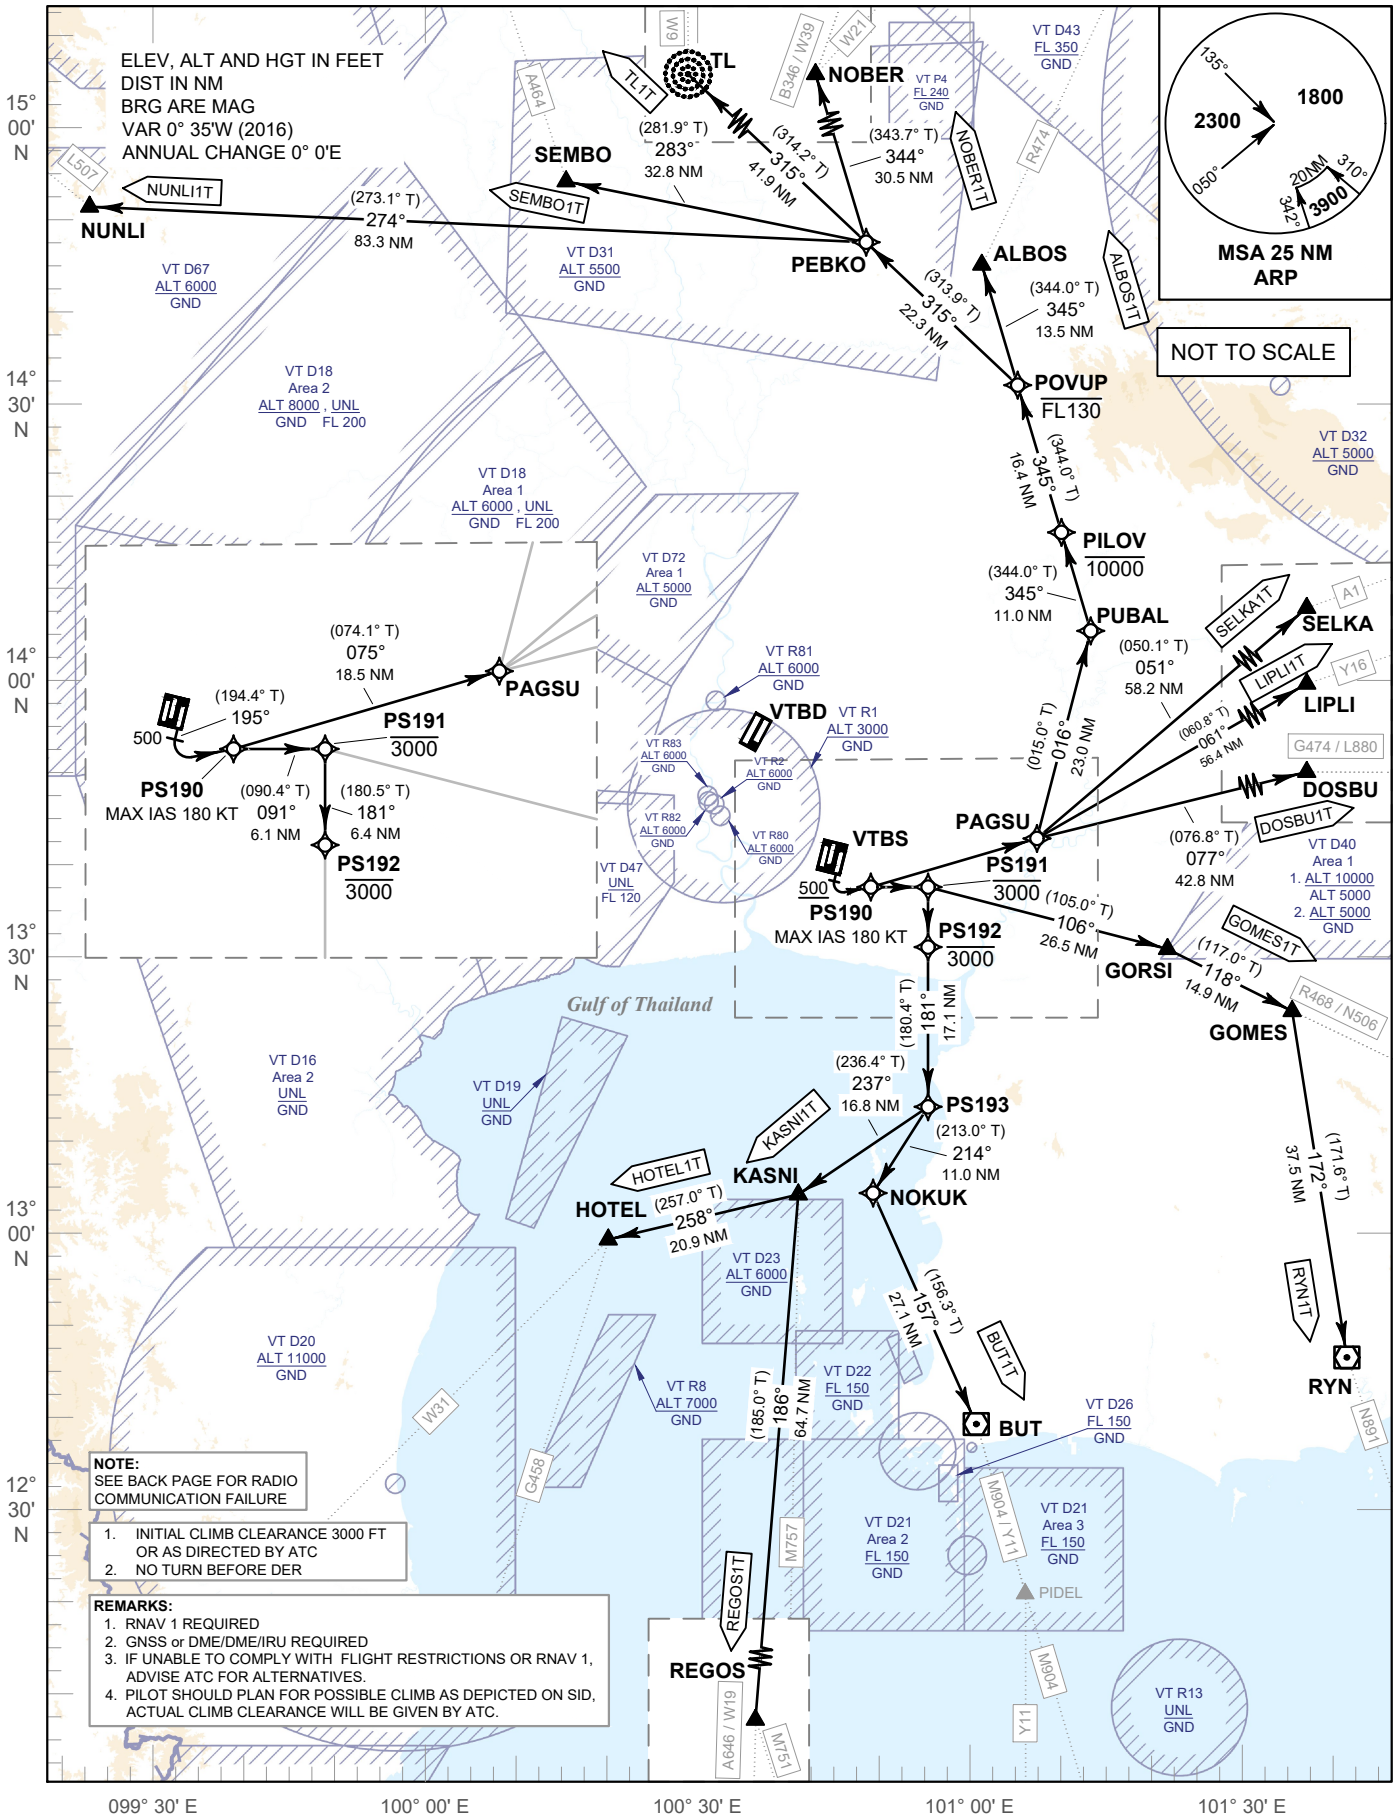 ELEV, ALT AND HGT IN FEET
DIST IN NM
BRG ARE MAG
VAR 0° 35'W (2016)
ANNUAL CHANGE 0° 0'E
W9
TL
TL1T
A464
B346 / W39
W21
NOBER
VT P4
FL 240
GND
VT D43
FL 350
GND
R474
135°
1800
2300
050°
20NM
310°
342°
3900
MSA 25 NM
ARP
NOT TO SCALE
15°
00'
N
14°
30'
N
14°
00'
N
13°
30'
N
13°
00'
N
12°
30'
N
L507
NUNLI1T
NUNLI
(273.1° T)
274°
83.3 NM
SEMBO
SEMBO1T
(281.9° T)
283°
32.8 NM
(314.2° T)
315°
41.9 NM
(343.7° T)
344°
30.5 NM
NOBER1T
PEBKO
VT D67
ALT 6000
GND
VT D31
ALT 5500
GND
(313.9° T)
315°
22.3 NM
ALBOS
ALBOS1T
(344.0° T)
345°
13.5 NM
POVUP
FL130
VT D18
Area 2
ALT 8000 , UNL
GND FL 200
VT D18
Area 1
ALT 6000 , UNL
GND FL 200
VT D32
ALT 5000
GND
(344.0° T)
345°
16.4 NM
PILOV
10000
(344.0° T)
345°
11.0 NM
PUBAL
VT D72
Area 1
ALT 5000
GND
(074.1° T)
075°
18.5 NM
PAGSU
(194.4° T)
195°
500
PS190
MAX IAS 180 KT
PS191
3000
(090.4° T)
091°
6.1 NM
(180.5° T)
181°
6.4 NM
PS192
3000
VT R81
ALT 6000
GND
VTBD
VT R1
ALT 3000
GND
VT R83
ALT 6000
GND
VT R2
ALT 6000
GND
VT R82
ALT 6000
GND
VT R80
ALT 6000
GND
VT D47
UNL
FL 120
SELKA1T
A1
SELKA
(050.1° T)
051°
58.2 NM
LIPLI1T
Y16
LIPLI
(060.8° T)
061°
56.4 NM
G474 / L880
DOSBU
DOSBU1T
(076.8° T)
077°
42.8 NM
(015.0° T)
016°
23.0 NM
PAGSU
VTBS
500
PS190
MAX IAS 180 KT
PS191
3000
PS192
3000
(105.0° T)
106°
26.5 NM
VT D40
Area 1
1. ALT 10000
ALT 5000
2. ALT 5000
GND
GORSI
GOMES1T
(117.0° T)
118°
14.9 NM
GOMES
R468 / N506
Gulf of Thailand
(180.4° T)
181°
17.1 NM
VT D16
Area 2
UNL
GND
VT D19
UNL
GND
(236.4° T)
237°
16.8 NM
PS193
(213.0° T)
214°
11.0 NM
KASNI1T
KASNI
HOTEL1T
HOTEL
(257.0° T)
258°
20.9 NM
NOKUK
VT D23
ALT 6000
GND
(171.6° T)
172°
37.5 NM
RYN1T
RYN
N891
(156.3° T)
157°
27.1 NM
BUT1T
BUT
VT D20
ALT 11000
GND
VT R8
ALT 7000
GND
VT D22
FL 150
GND
VT D26
FL 150
GND
W31
G458
(185.0° T)
186°
64.7 NM
M757
VT D21
Area 2
FL 150
GND
M904 / Y11
VT D21
Area 3
FL 150
GND
PIDEL
M904
Y11
VT R13
UNL
GND
REGOS1T
REGOS
A646 / W19
M751
NOTE:
SEE BACK PAGE FOR RADIO
COMMUNICATION FAILURE
1. INITIAL CLIMB CLEARANCE 3000 FT
OR AS DIRECTED BY ATC
2. NO TURN BEFORE DER
REMARKS:
1. RNAV 1 REQUIRED
2. GNSS or DME/DME/IRU REQUIRED
3. IF UNABLE TO COMPLY WITH FLIGHT RESTRICTIONS OR RNAV 1,
ADVISE ATC FOR ALTERNATIVES.
4. PILOT SHOULD PLAN FOR POSSIBLE CLIMB AS DEPICTED ON SID,
ACTUAL CLIMB CLEARANCE WILL BE GIVEN BY ATC.
099° 30' E
100° 00' E
100° 30' E
101° 00' E
101° 30' E